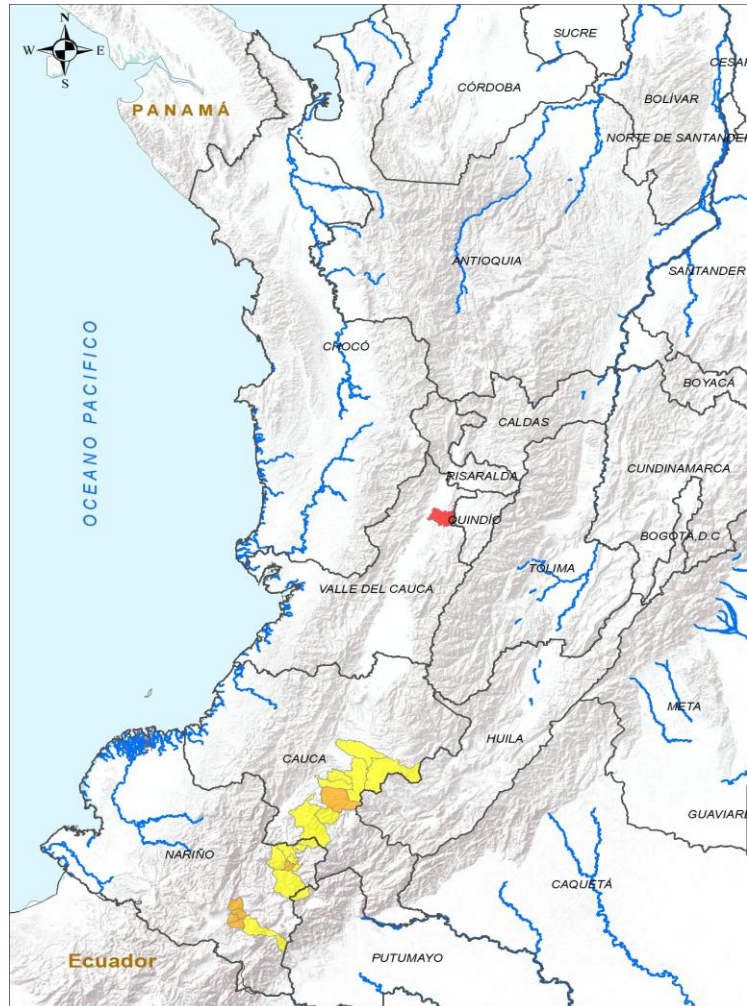 N
W E
S
SUCRE
CESAR
CÓRDOBA
BOLÍVAR
PANAMÁ
NORTE DE SANTANDER
ANTIOQUIA
SANTANDER
OCEANO PACIFICO
CHOCÓ
BOYACÁ
CALDAS
CUNDINAMARCA
RISARALDA
QUINDÍO
BOGOTÁ, D.C
TOLIMA
VALLE DEL CAUCA
META
HUILA
CAUCA
GUAVIARE
NARIÑO
CAQUETÁ
Ecuador
PUTUMAYO